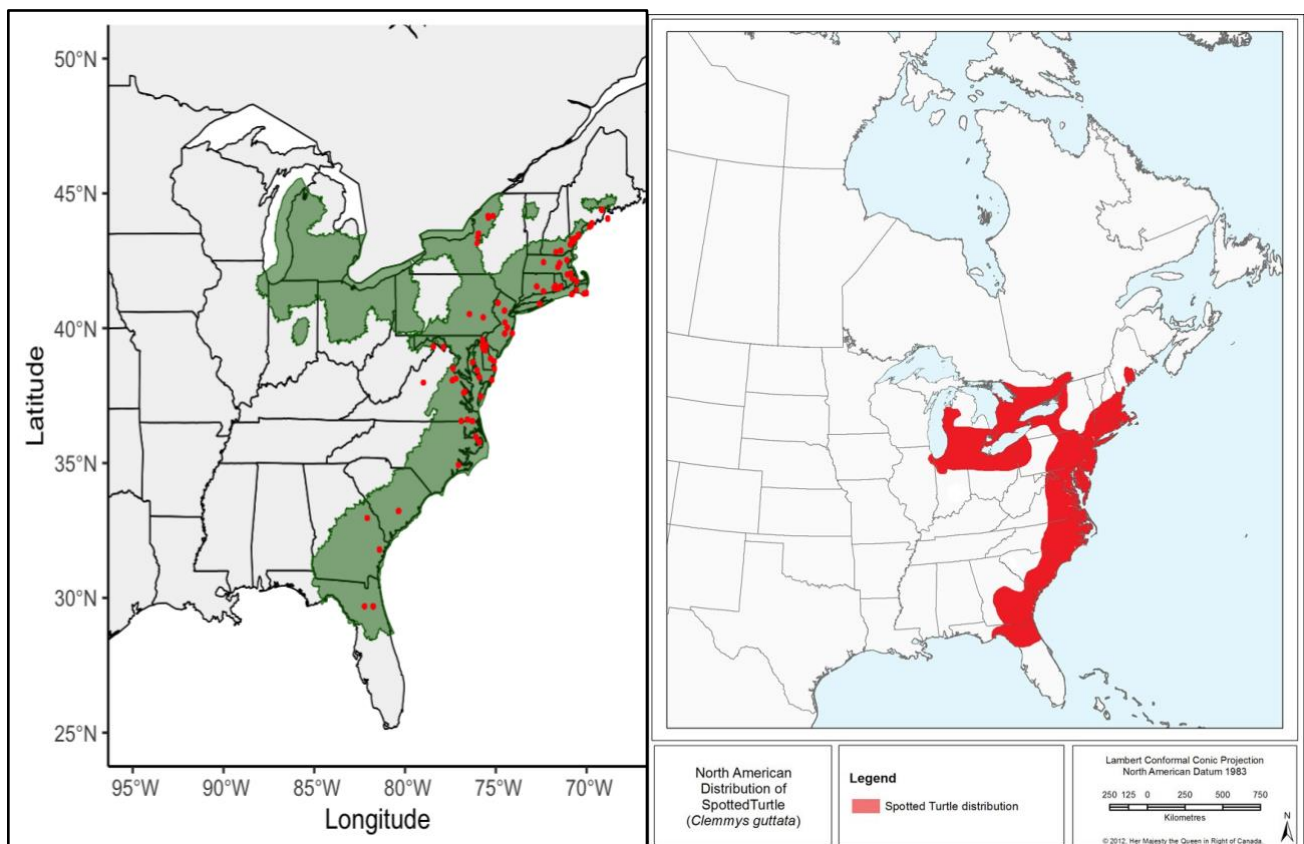 50°N
45°N
40°N
35°N
30°N
25°N
Latitude
95°W 90°W 85°W 80°W 75°W 70°W
Longitude
North American
Distribution of
SpottedTurtle
(Clemmys guttata)
Legend
Spotted Turtle distribution
Lambert Conformal Conic Projection
North American Datum 1983
250 125 0 250 500 750
Kilometres
N
© 2012. Her Majesty the Queen in Right of Canada.